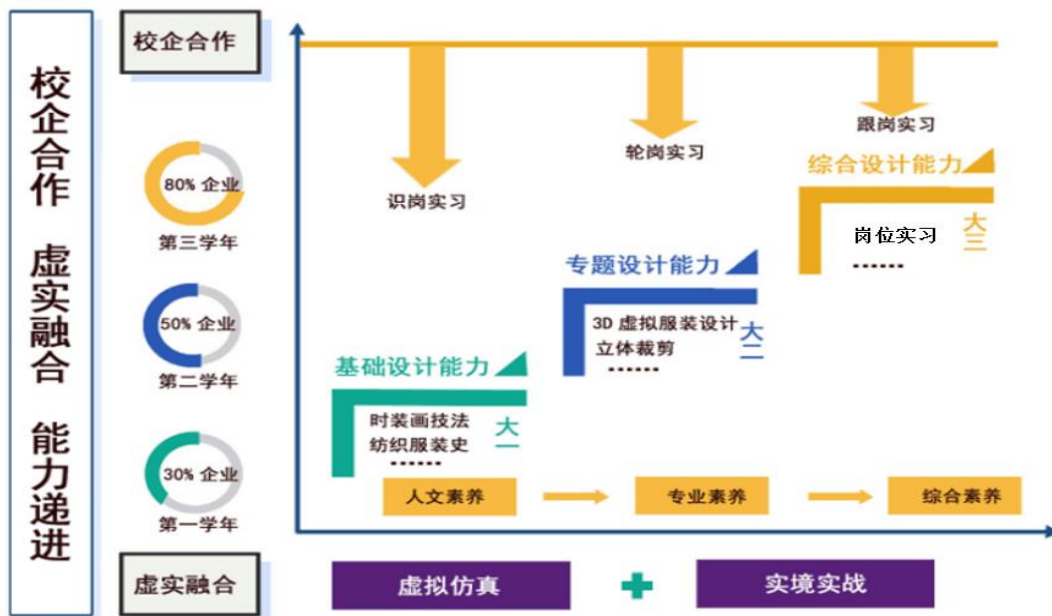 校企合作 虚实融合 能力递进
校企合作
80% 企业
第三学年
50% 企业
第二学年
30% 企业
第一学年
虚实融合
识岗实习
轮岗实习
跟岗实习
综合设计能力
大三
岗位实习
......
专题设计能力
大二
3D 虚拟服装设计
立体裁剪
......
基础设计能力
大一
时装画技法
纺织服装史
......
人文素养
专业素养
综合素养
虚拟仿真
实境实战